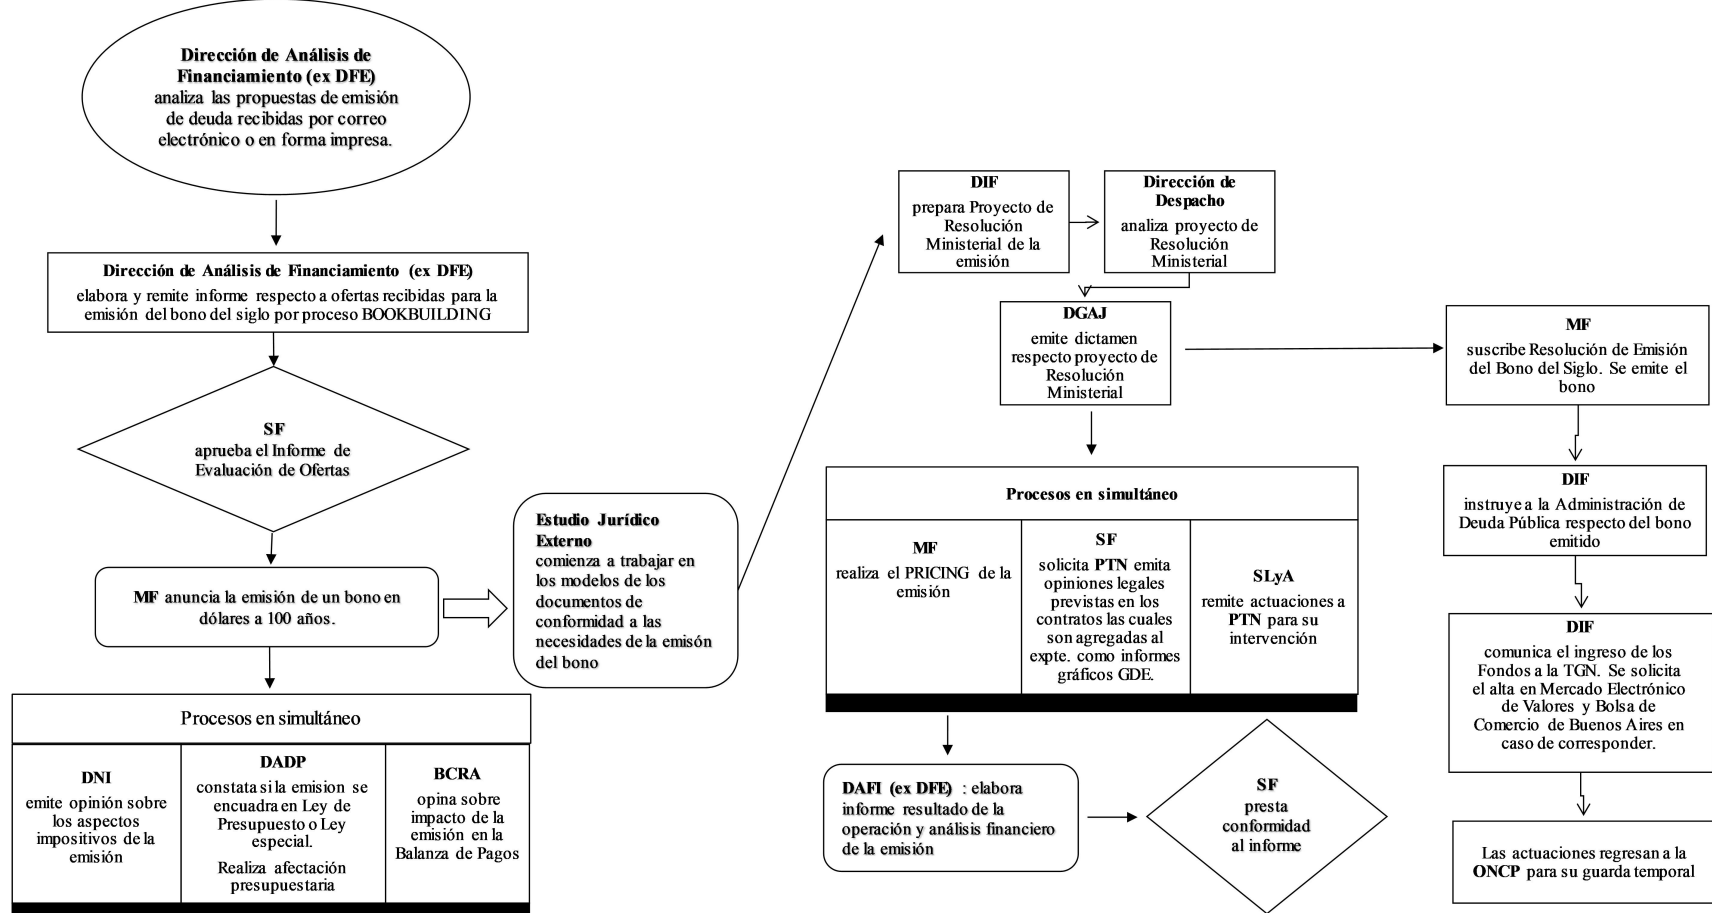 Dirección de Análisis de
Financiamiento (ex DFE)
analiza las propuestas de emisión
de deuda recibidas por correo
electrónico o en forma impresa.
Dirección de Análisis de Financiamiento (ex DFE)
elabora y remite informe respecto a ofertas recibidas para la
emisión del bono del siglo por proceso BOOKBUILDING
SF
aprueba el Informe de
Evaluación de Ofertas
MF anuncia la emisión de un bono en
dólares a 100 años.
Estudio Jurídico
Externo
comienza a trabajar en
los modelos de los
documentos de
conformidad a las
necesidades de la emisón
del bono
Procesos en simultáneo
DNI
emite opinión sobre
los aspectos
impositivos de la
emisión
DADP
constata si la emision se
encuadra en Ley de
Presupuesto o Ley
especial.
Realiza afectación
presupuestaria
BCRA
opina sobre
impacto de la
emisión en la
Balanza de Pagos
DIF
prepara Proyecto de
Resolución
Ministerial de la
emisión
Dirección de
Despacho
analiza proyecto de
Resolución
Ministerial
DGAJ
emite dictamen
respecto proyecto de
Resolución
Ministerial
Procesos en simultáneo
MF
realiza el PRICING de la
emisión
SF
solicita PTN emita
opiniones legales
previstas en los
contratos las cuales
son agregadas al
expte. como informes
gráficos GDE.
SLyA
remite actuaciones a
PTN para su
intervención
DAFI (ex DFE) : elabora
informe resultado de la
operación y análisis financiero
de la emisión
SF
presta
conformidad
al informe
MF
suscribe Resolución de Emisión
del Bono del Siglo. Se emite el
bono
DIF
instruye a la Administración de
Deuda Pública respecto del bono
emitido
DIF
comunica el ingreso de los
Fondos a la TGN. Se solicita
el alta en Mercado Electrónico
de Valores y Bolsa de
Comercio de Buenos Aires en
caso de corresponder.
Las actuaciones regresan a la
ONCP para su guarda temporal